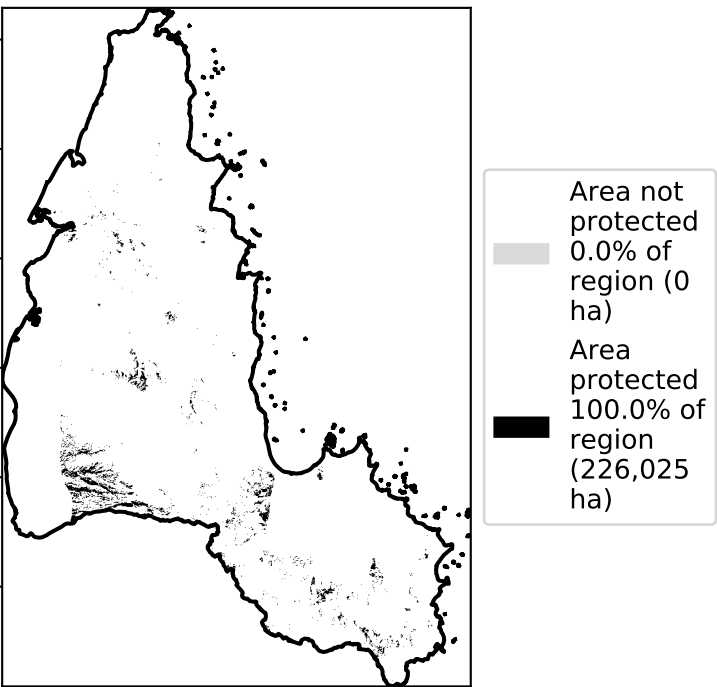 Area not
protected
0.0% of
region (0
ha)
Area
protected
100.0% of
region
(226,025
ha)